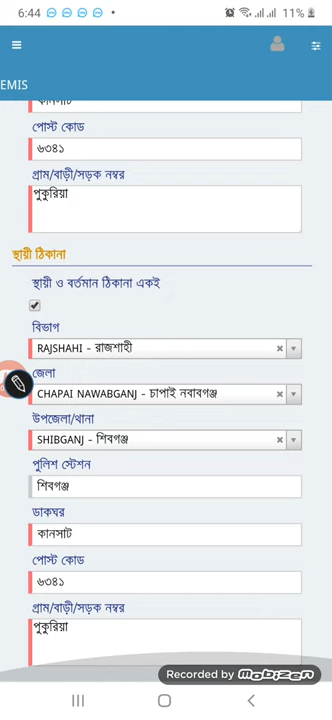 6:44
11%
EMIS
কানসাট
পোস্ট কোড
৬৩৪১
গ্রাম/বাড়ী/সড়ক নম্বর
পুকুরিয়া
স্থায়ী ঠিকানা
স্থায়ী ও বর্তমান ঠিকানা একই
বিভাগ
RAJSHAHI - রাজশাহী
জেলা
CHAPAI NAWABGANJ - চাপাই নবাবগঞ্জ
উপজেলা/থানা
SHIBGANJ - শিবগঞ্জ
পুলিশ স্টেশন
শিবগঞ্জ
ডাকঘর
কানসাট
পোস্ট কোড
৬৩৪১
গ্রাম/বাড়ী/সড়ক নম্বর
পুকুরিয়া
Recorded by mobizen